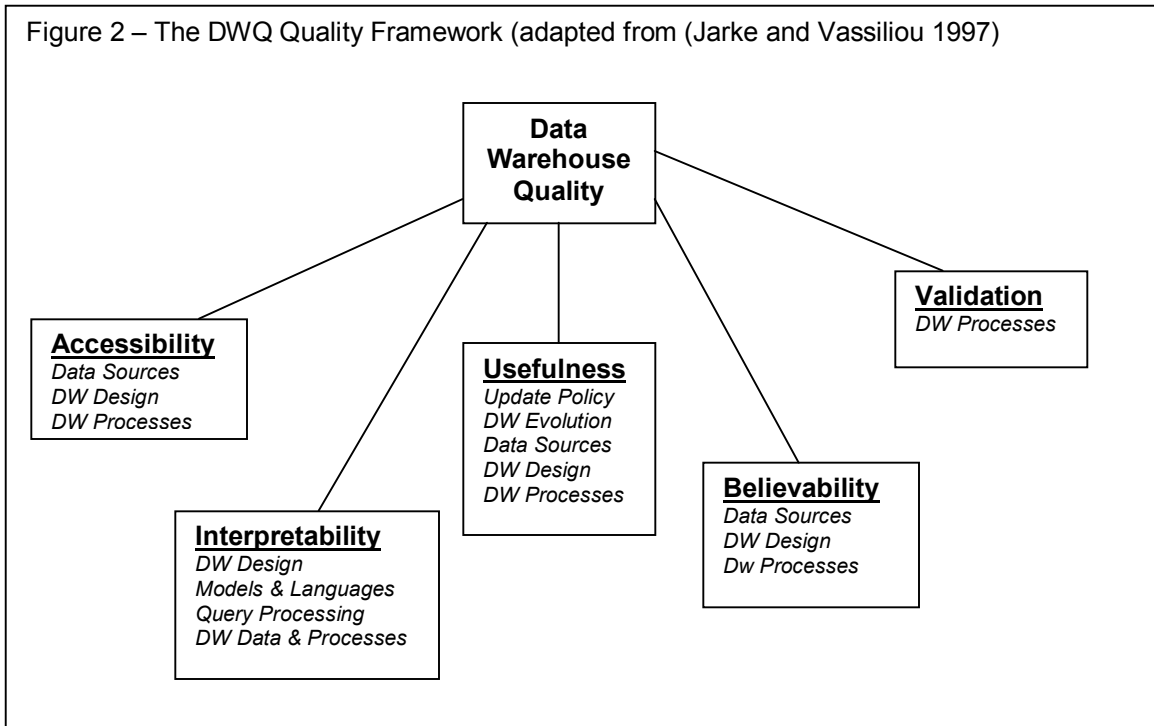 Figure 2 – The DWQ Quality Framework (adapted from (Jarke and Vassiliou 1997)
Data
Warehouse
Quality
Accessibility
Data Sources
DW Design
DW Processes
Interpretability
DW Design
Models & Languages
Query Processing
DW Data & Processes
Usefulness
Update Policy
DW Evolution
Data Sources
DW Design
DW Processes
Believability
Data Sources
DW Design
Dw Processes
Validation
DW Processes